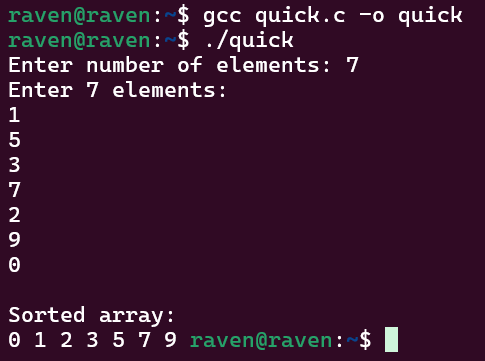 raven@raven:~$ gcc quick.c -o quick
raven@raven:~$ ./quick
Enter number of elements: 7
Enter 7 elements:
1
5
3
7
2
9
0
Sorted array:
0 1 2 3 5 7 9 raven@raven:~$